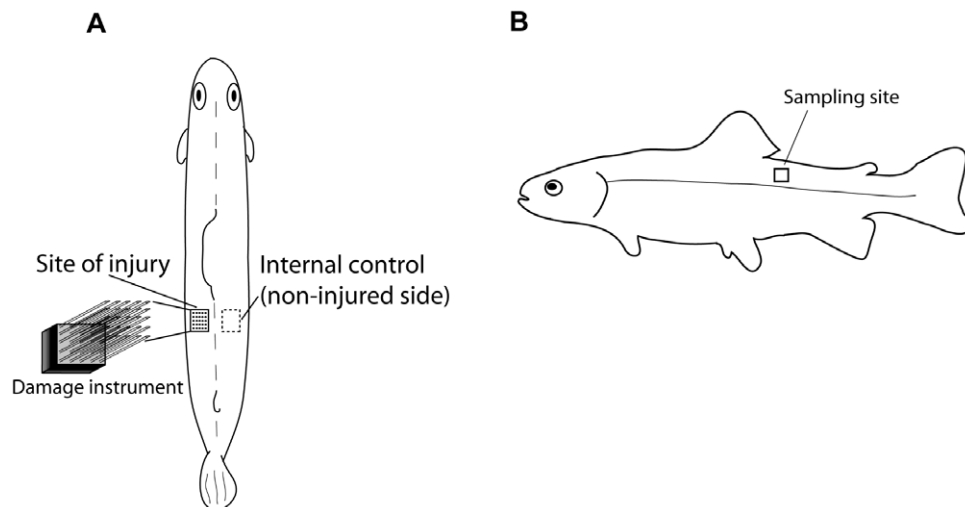 A
B
Sampling site
Site of injury
Internal control
(non-injured side)
Damage instrument